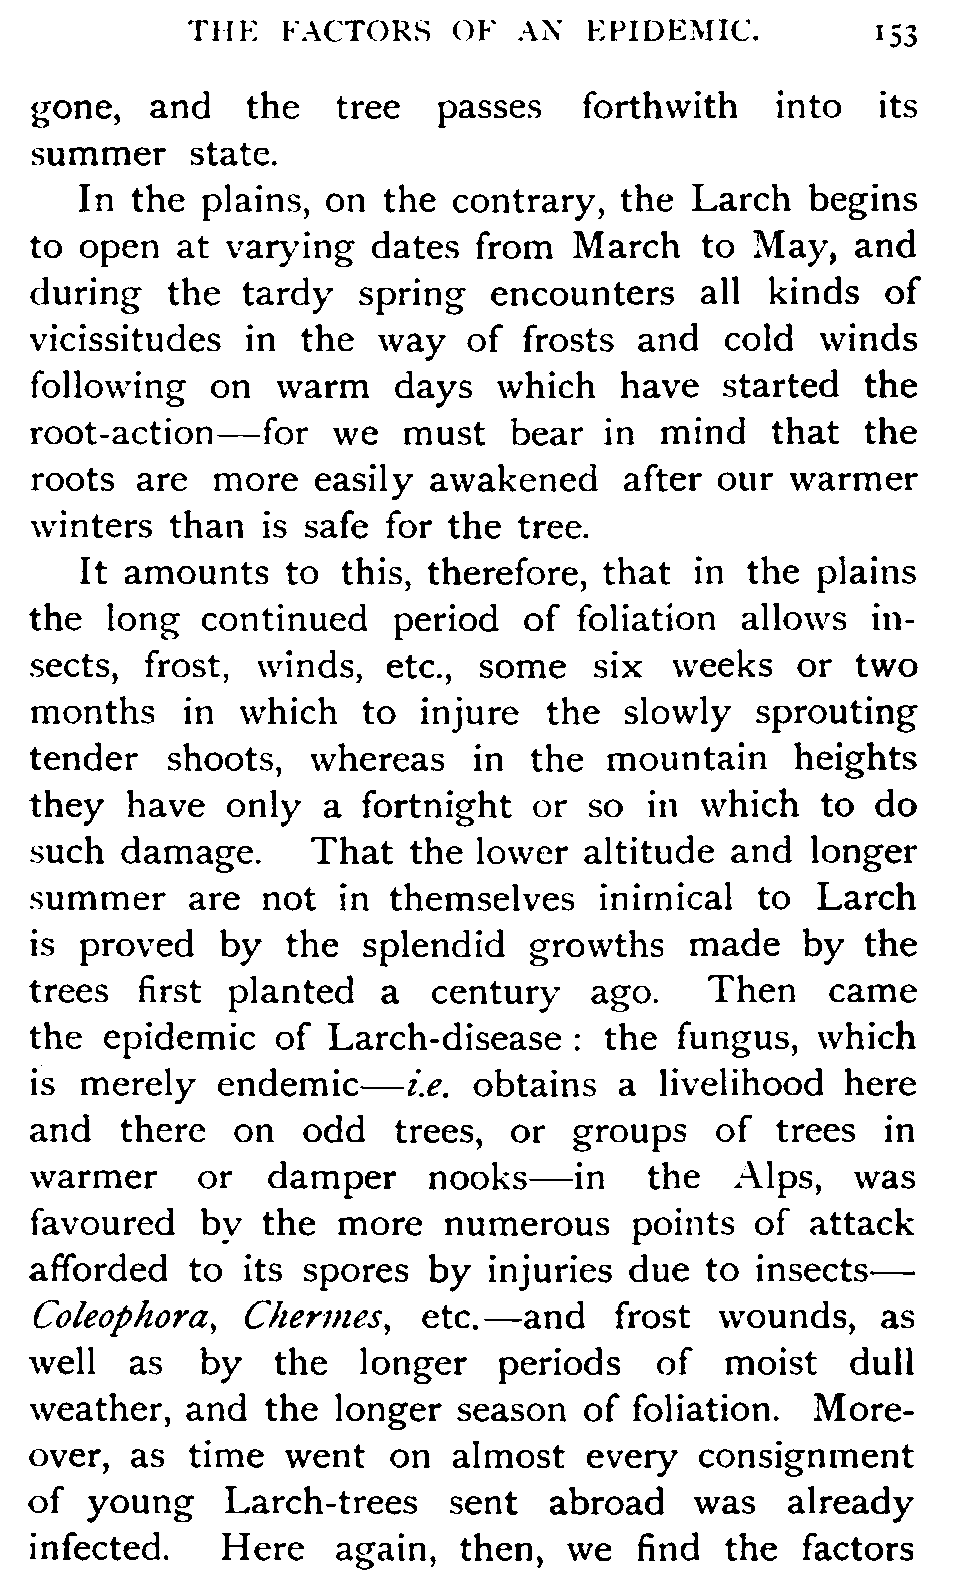 THE FACTORS OF AN EPIDEMIC. 153
gone, and the tree passes forthwith into its
summer state.
In the plains, on the contrary, the Larch begins
to open at varying dates from March to May, and
during the tardy spring encounters all kinds of
vicissitudes in the way of frosts and cold winds
following on warm days which have started the
root-action—for we must bear in mind that the
roots are more easily awakened after our warmer
winters than is safe for the tree.
It amounts to this, therefore, that in the plains
the long continued period of foliation allows in-
sects, frost, winds, etc., some six weeks or two
months in which to injure the slowly sprouting
tender shoots, whereas in the mountain heights
they have only a fortnight or so in which to do
such damage. That the lower altitude and longer
summer are not in themselves inimical to Larch
is proved by the splendid growths made by the
trees first planted a century ago. Then came
the epidemic of Larch-disease : the fungus, which
is merely endemic—i.e. obtains a livelihood here
and there on odd trees, or groups of trees in
warmer or damper nooks—in the Alps, was
favoured by the more numerous points of attack
afforded to its spores by injuries due to insects—
Coleophora, Chermes, etc.—and frost wounds, as
well as by the longer periods of moist dull
weather, and the longer season of foliation. More-
over, as time went on almost every consignment
of young Larch-trees sent abroad was already
infected. Here again, then, we find the factors